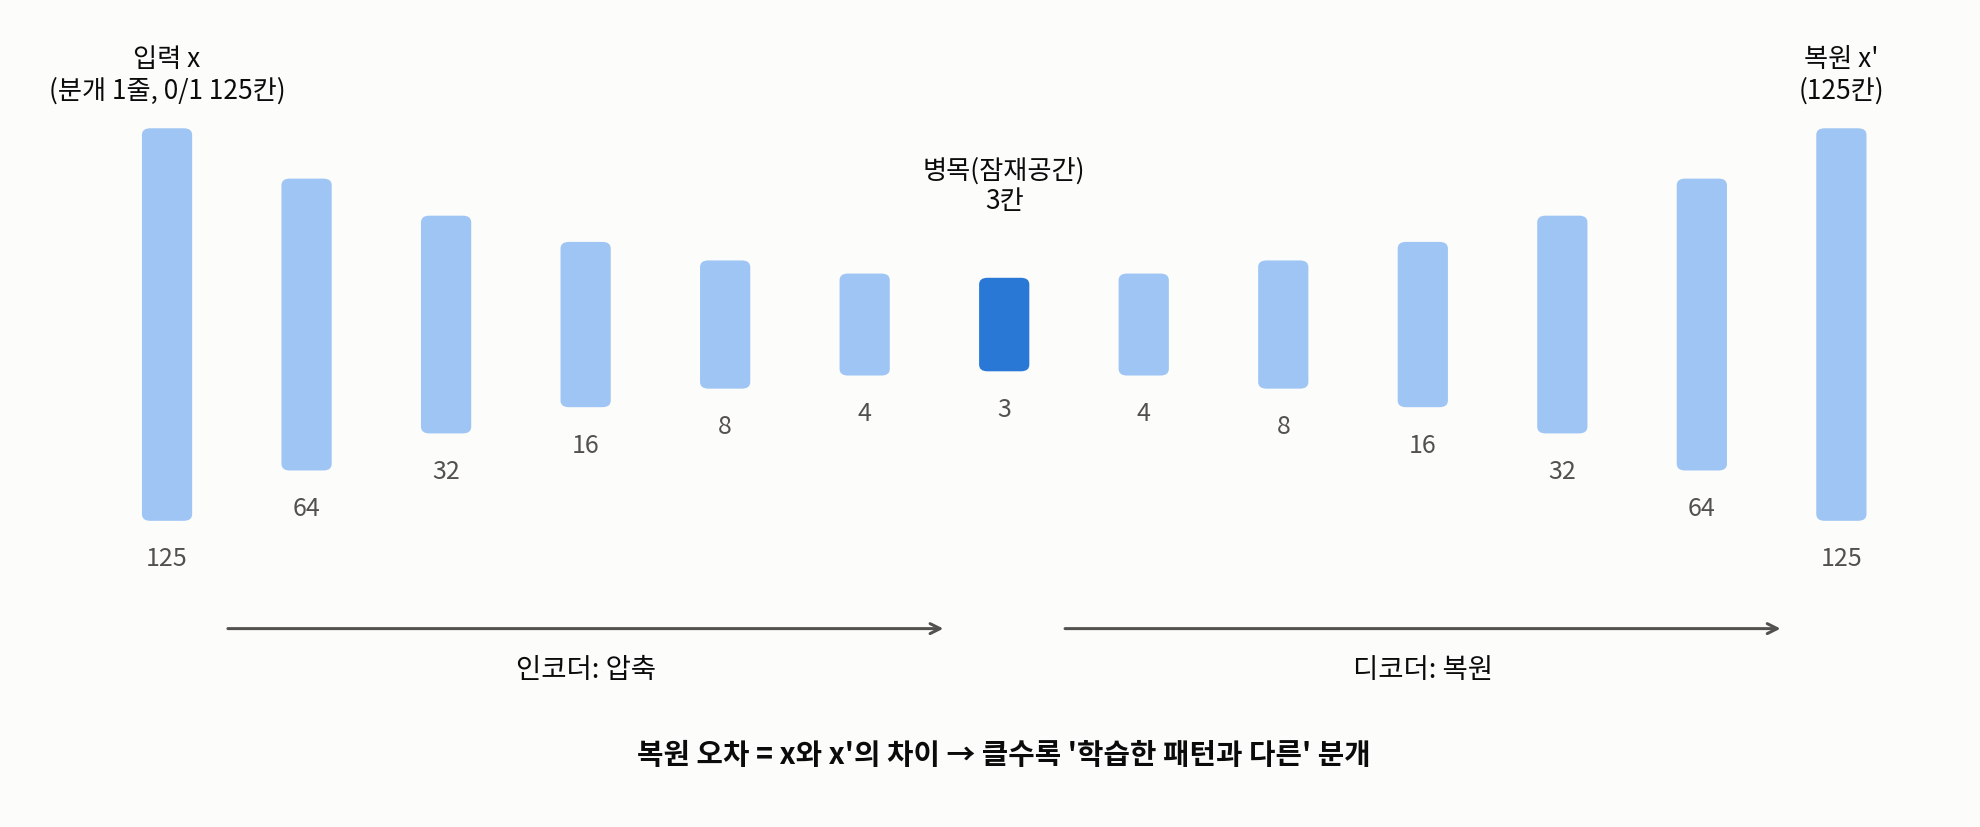 입력 x
(분개 1줄, 0/1 125칸)
복원 x'
(125칸)
병목(잠재공간)
3칸
125
64
32
16
8
4
3
4
8
16
32
64
125
인코더: 압축
디코더: 복원
복원 오차 = x와 x'의 차이 → 클수록 '학습한 패턴과 다른' 분개